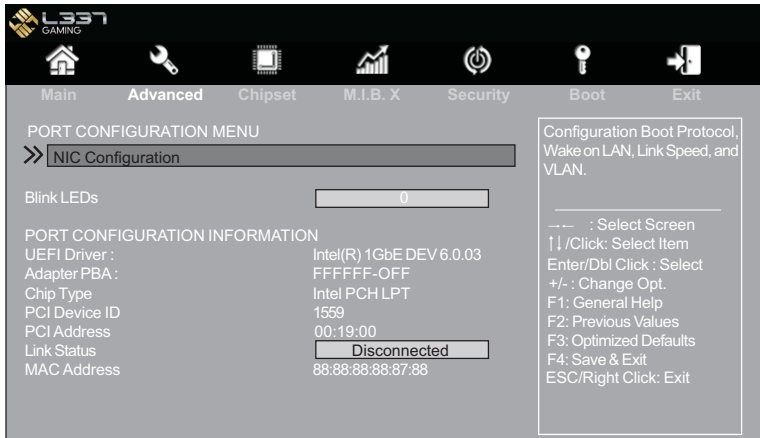 L337
GAMING
Main Advanced Chipset M.I.B. X Security Boot Exit
PORT CONFIGURATION MENU
NIC Configuration
Blink LEDs 0
PORT CONFIGURATION INFORMATION
UEFI Driver : Intel(R) 1GbE DEV 6.0.03
Adapter PBA : FFFFFF-OFF
Chip Type Intel PCH LPT
PCI Device ID 1559
PCI Address 00:19:00
Link Status Disconnected
MAC Address 88:88:88:88:87:88
Configuration Boot Protocol,
Wake on LAN, Link Speed, and
VLAN.
→← : Select Screen
↑↓/Click: Select Item
Enter/Dbl Click : Select
+/- : Change Opt.
F1: General Help
F2: Previous Values
F3: Optimized Defaults
F4: Save & Exit
ESC/Right Click: Exit